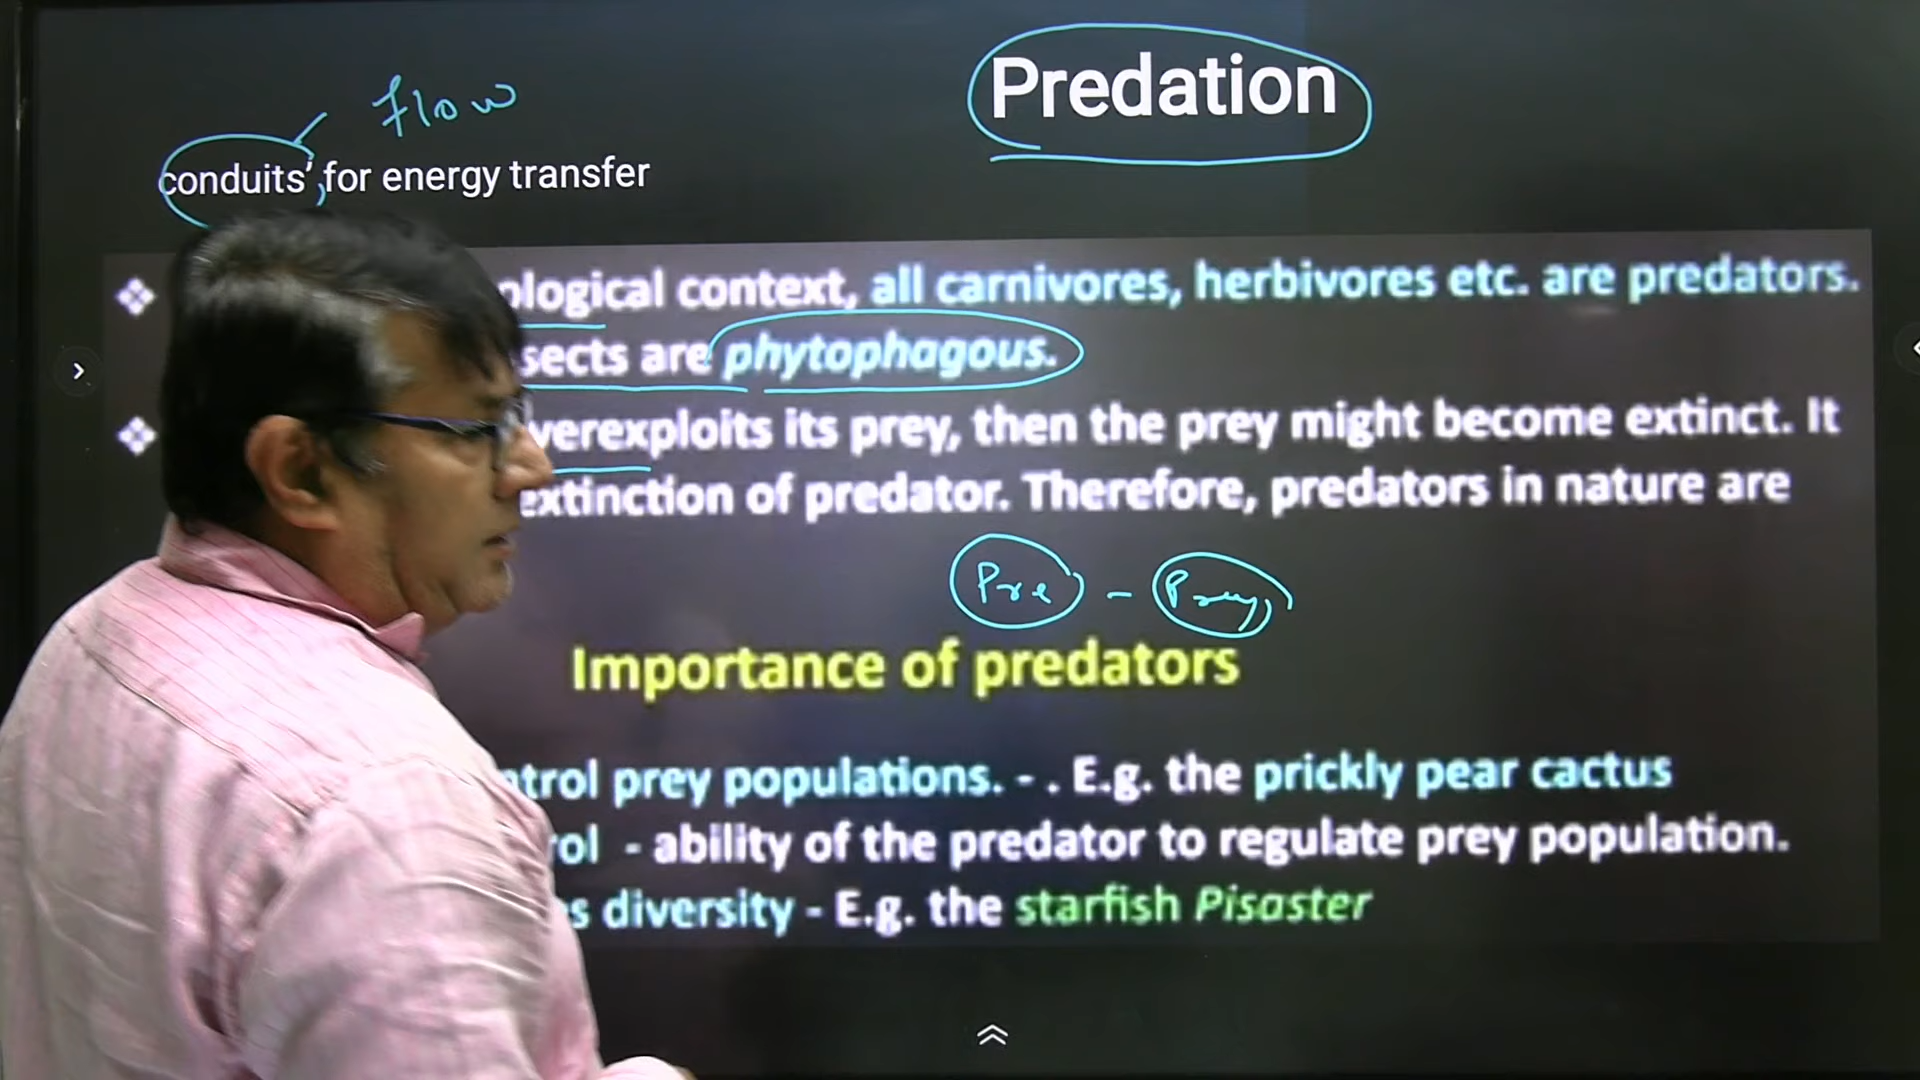 Predation
flow
conduits' for energy transfer
ological context, all carnivores, herbivores etc. are predators.
sects are phytophagous.
verexploits its prey, then the prey might become extinct. It
extinction of predator. Therefore, predators in nature are
Pre - Prey
Importance of predators
ntrol prey populations. - . E.g. the prickly pear cactus
rol - ability of the predator to regulate prey population.
s diversity - E.g. the starfish Pisaster